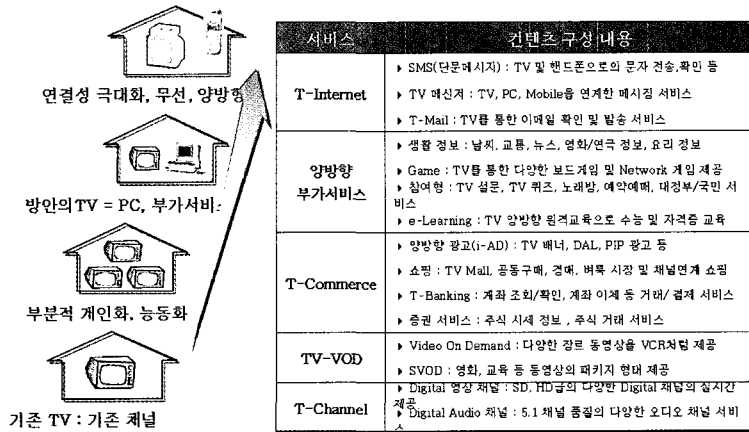 연결성 극대화, 무선, 양방향
방안의 TV = PC, 부가서비스
부분적 개인화, 능동화
기존 TV : 기존 채널
서비스 컨텐츠 구성 내용
T-Internet
▸ SMS(단문메시지) : TV 및 핸드폰으로의 문자 전송,확인 등
▸ TV 메신저 : TV, PC, Mobile을 연계한 메시징 서비스
▸ T-Mail : TV를 통한 이메일 확인 및 발송 서비스
양방향
부가서비스
▸ 생활 정보 : 날씨, 교통, 뉴스, 영화/연극 정보, 요리 정보
▸ Game : TV를 통한 다양한 보드게임 및 Network 게임 제공
▸ 참여형 : TV 설문, TV 퀴즈, 노래방, 예약예매, 대정부/국민 서
비스
▸ e-Learning : TV 양방향 원격교육으로 수능 및 자격증 교육
T-Commerce
▸ 양방향 광고(i-AD) : TV 배너, DAL, PIP 광고 등
▸ 쇼핑 : TV Mall, 공동구매, 경매, 벼룩 시장 및 채널연계 쇼핑
▸ T-Banking : 계좌 조회/확인, 계좌 이체 등 거래/ 결제 서비스
▸ 증권 서비스 : 주식 시세 정보 , 주식 거래 서비스
TV-VOD
▸ Video On Demand : 다양한 장르 동영상을 VCR처럼 제공
▸ SVOD : 영화, 교육 등 동영상의 패키지 형태 제공
T-Channel
▸ Digital 영상 채널 : SD, HD급의 다양한 Digital 채널의 실시간
제공
▸ Digital Audio 채널 : 5.1 채널 품질의 다양한 오디오 채널 서비
스